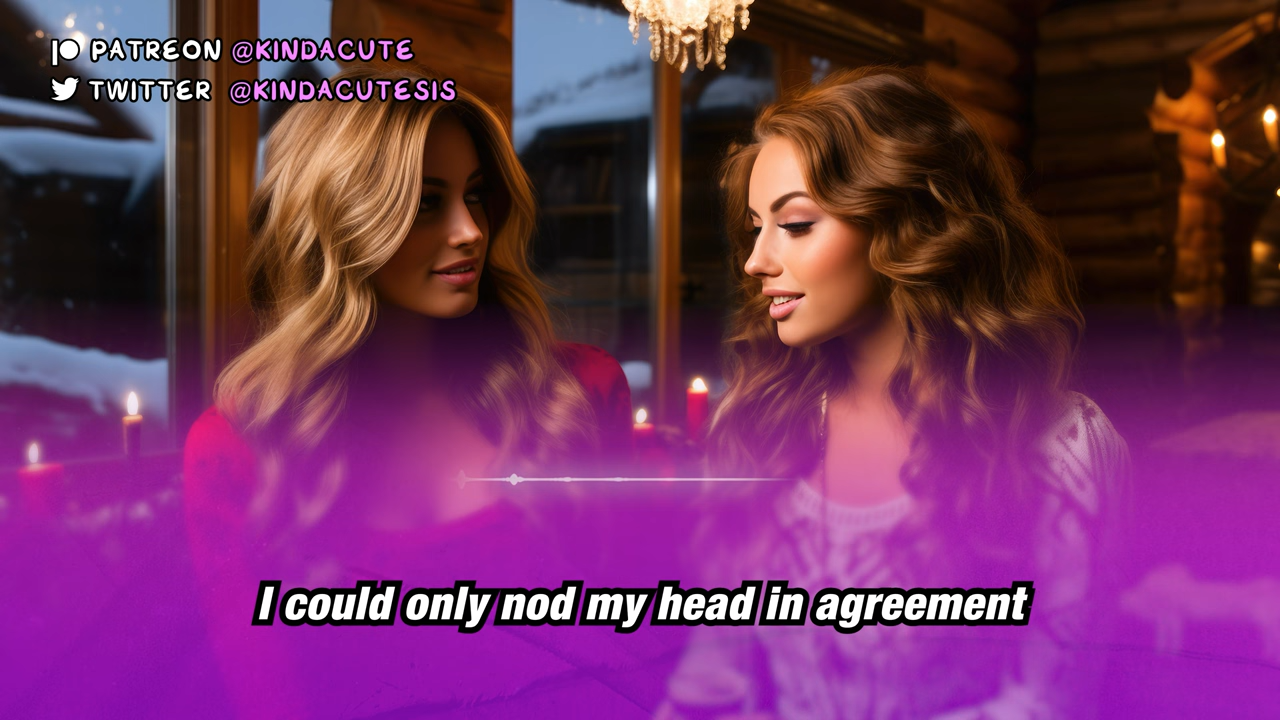 PATREON @KINDACUTE
TWITTER @KINDACUTESIS
I could only nod my head in agreement